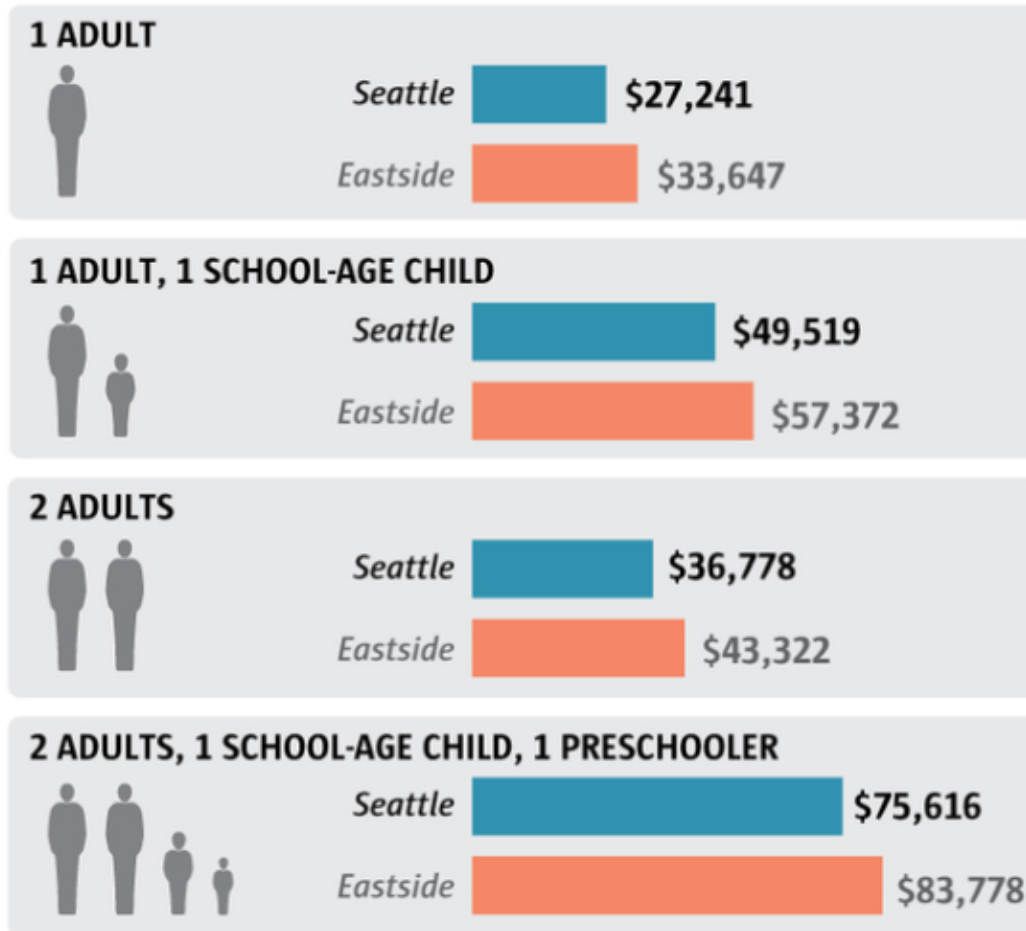 1 ADULT
Seattle $27,241
Eastside $33,647
1 ADULT, 1 SCHOOL-AGE CHILD
Seattle $49,519
Eastside $57,372
2 ADULTS
Seattle $36,778
Eastside $43,322
2 ADULTS, 1 SCHOOL-AGE CHILD, 1 PRESCHOOLER
Seattle $75,616
Eastside $83,778